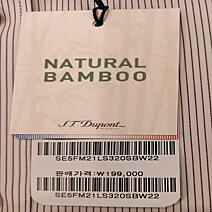 NATURAL
BAMBOO
S.T. Dupont
SE5FM21LS320SBW22
판매가격:₩199,000
SE5FM21LS320SBW22